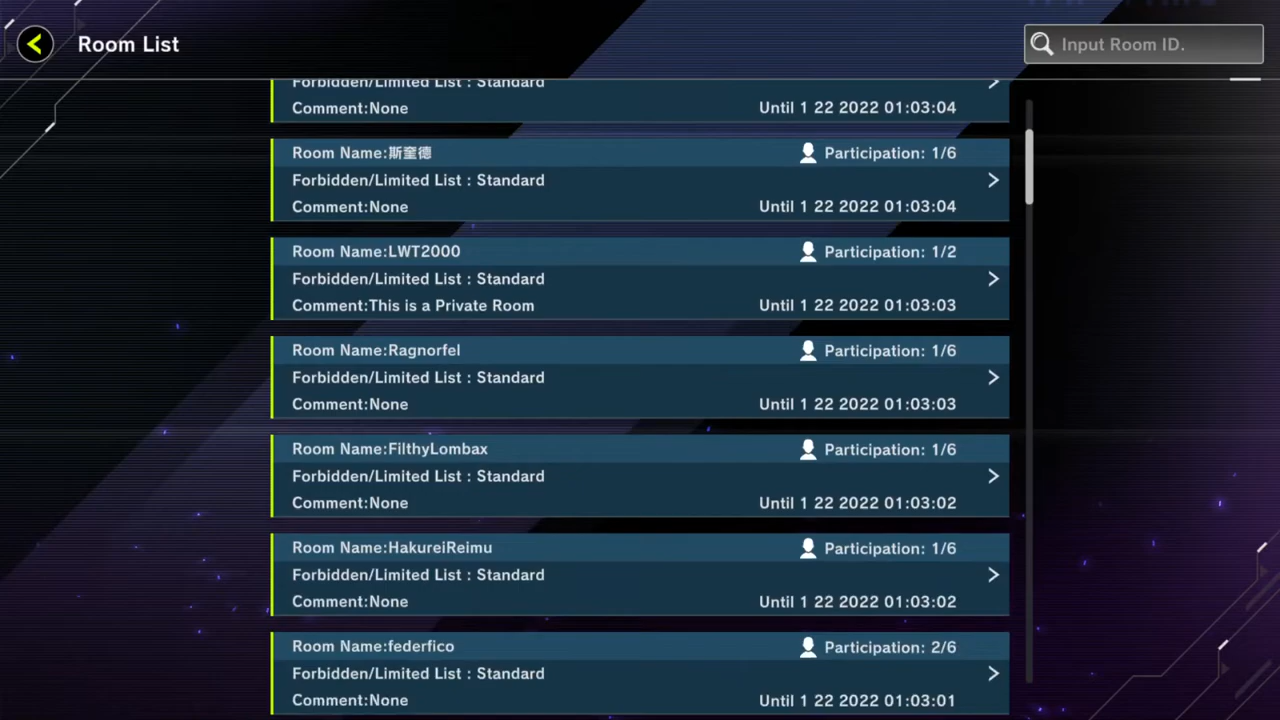 Room List
Input Room ID.
Forbidden/Limited List : Standard
Comment:None
Until 1 22 2022 01:03:04
Room Name:斯窒德
Participation: 1/6
Forbidden/Limited List : Standard
Comment:None
Until 1 22 2022 01:03:04
Room Name:LWT2000
Participation: 1/2
Forbidden/Limited List : Standard
Comment:This is a Private Room
Until 1 22 2022 01:03:03
Room Name:Ragnorfel
Participation: 1/6
Forbidden/Limited List : Standard
Comment:None
Until 1 22 2022 01:03:03
Room Name:FilthyLombax
Participation: 1/6
Forbidden/Limited List : Standard
Comment:None
Until 1 22 2022 01:03:02
Room Name:HakureiReimu
Participation: 1/6
Forbidden/Limited List : Standard
Comment:None
Until 1 22 2022 01:03:02
Room Name:federfico
Participation: 2/6
Forbidden/Limited List : Standard
Comment:None
Until 1 22 2022 01:03:01